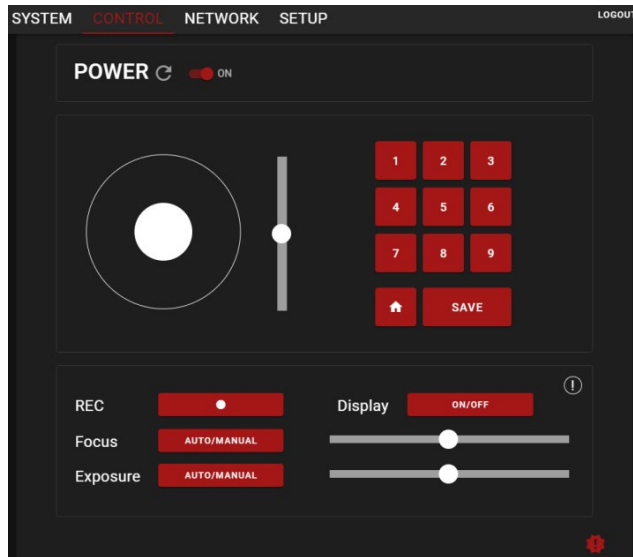 SYSTEM CONTROL NETWORK SETUP LOGOUT
POWER ON
1 2 3
4 5 6
7 8 9
SAVE
REC Display ON/OFF
Focus AUTO/MANUAL
Exposure AUTO/MANUAL